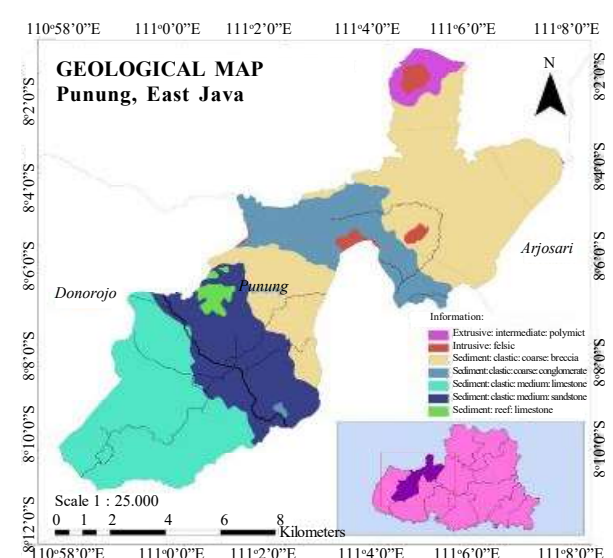 110°58’0”E 111°0’0”E 111°2’0”E 111°4’0”E 111°6’0”E 111°8’0”E
GEOLOGICAL MAP
Punung, East Java
N
8°2’0”S
8°2’0”S
8°4’0”S
8°4’0”S
8°6’0”S
8°6’0”S
Arjosari
Punung
Donorojo
Information:
Extrusive: intermediate: polymict
Intrusive: felsic
Sediment: clastic: coarse: breccia
Sediment: clastic: coarse: conglomerate
Sediment: clastic: medium: limestone
Sediment: clastic: medium: sandstone
Sediment: reef: limestone
8°8’0”S
8°8’0”S
8°10’0”S
8°10’0”S
8°12’0”S
Scale 1 : 25.000
0 1 2 4 6 8
Kilometers
110°58’0”E 111°0’0”E 111°2’0”E 111°4’0”E 111°6’0”E 111°8’0”E